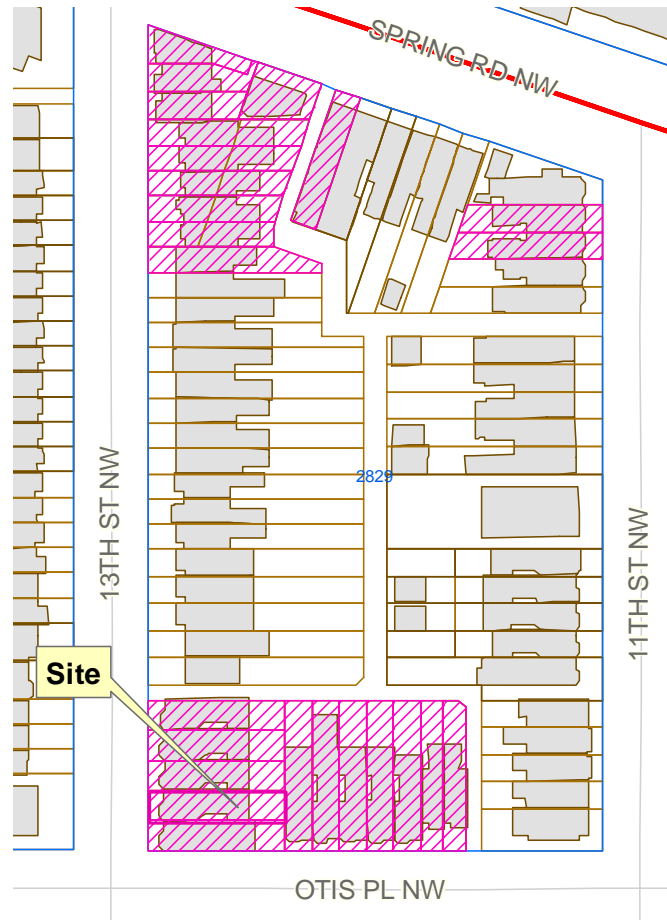 SPRING RD NW
2829
13TH ST NW
11TH ST NW
Site
OTIS PL NW